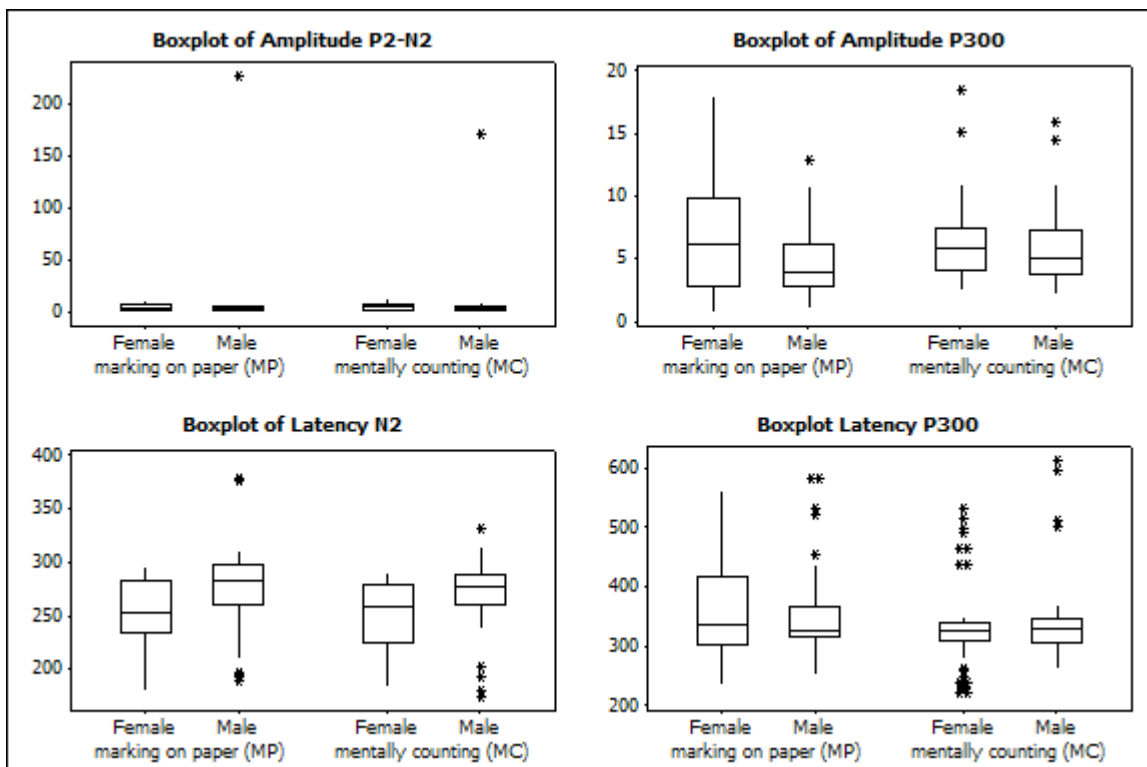 Boxplot of Amplitude P2-N2
200
150
100
50
0
Female Male Female Male
marking on paper (MP) mentally counting (MC)
Boxplot of Amplitude P300
20
15
10
5
0
Female Male Female Male
marking on paper (MP) mentally counting (MC)
Boxplot of Latency N2
400
350
300
250
200
Female Male Female Male
marking on paper (MP) mentally counting (MC)
Boxplot Latency P300
600
500
400
300
200
Female Male Female Male
marking on paper (MP) mentally counting (MC)